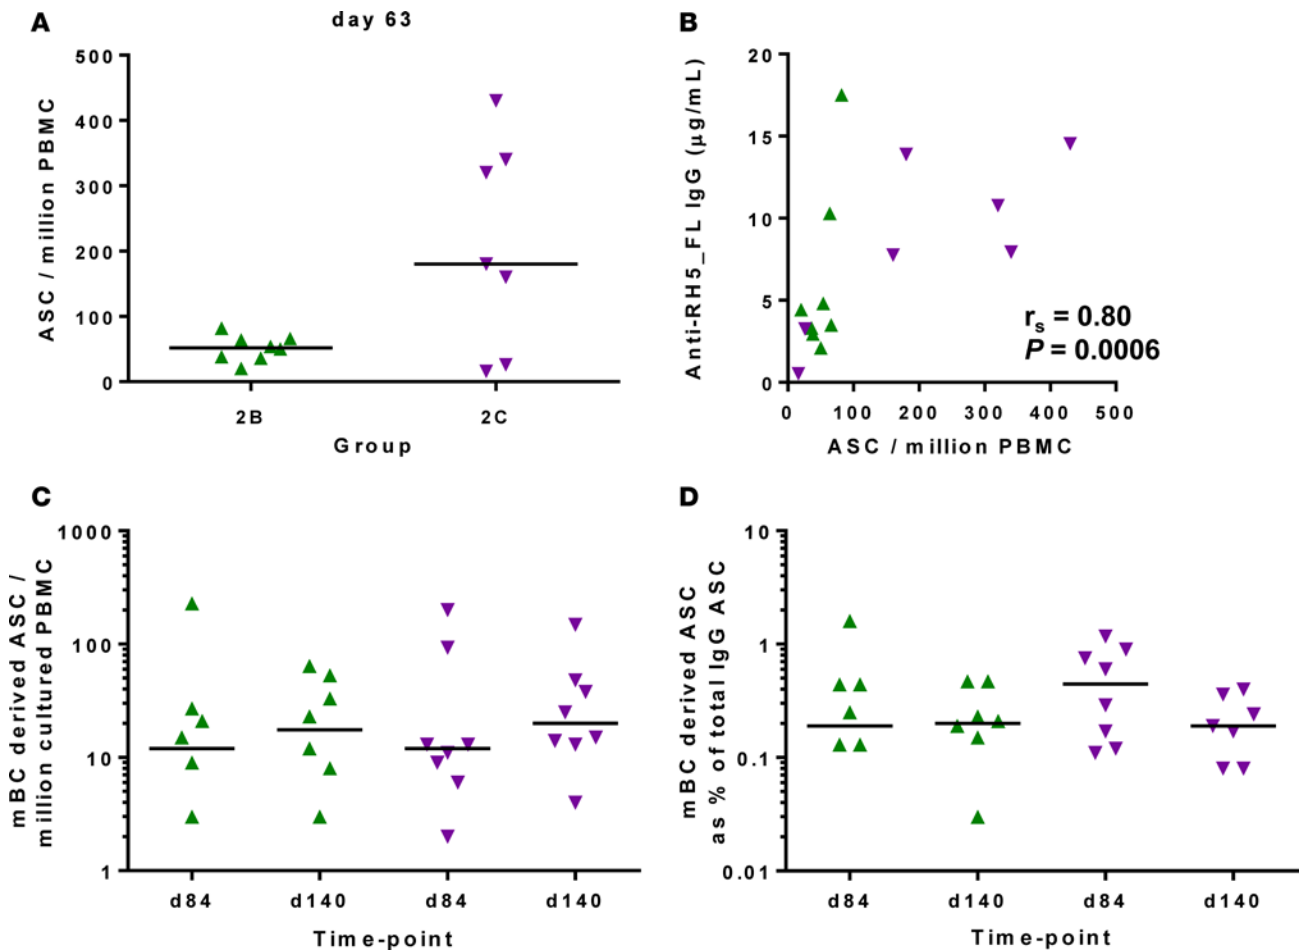 A
day 63
ASC / million PBMC
500
400
300
200
100
0
2B
2C
Group
B
Anti-RH5_FL IgG (µg/mL)
20
15
10
5
0
rs = 0.80
P = 0.0006
0
100
200
300
400
500
ASC / million PBMC
C
mBC derived ASC /
million cultured PBMC
1000
100
10
1
d84
d140
d84
d140
Time-point
D
mBC derived ASC
as % of total IgG ASC
10
1
0.1
0.01
d84
d140
d84
d140
Time-point